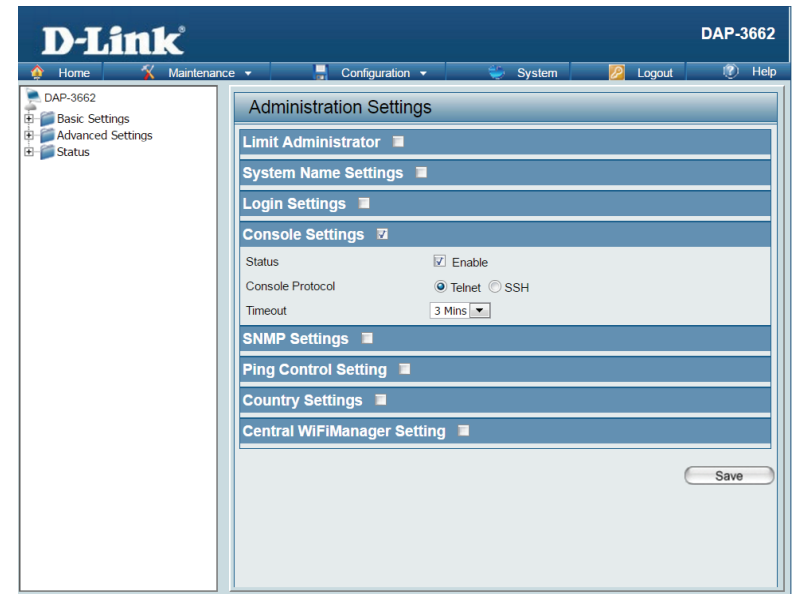 D-Link®
DAP-3662
Home Maintenance Configuration System Logout Help
DAP-3662
Basic Settings
Advanced Settings
Status
Administration Settings
Limit Administrator
System Name Settings
Login Settings
Console Settings
Status Enable
Console Protocol Telnet SSH
Timeout 3 Mins
SNMP Settings
Ping Control Setting
Country Settings
Central WiFiManager Setting
Save